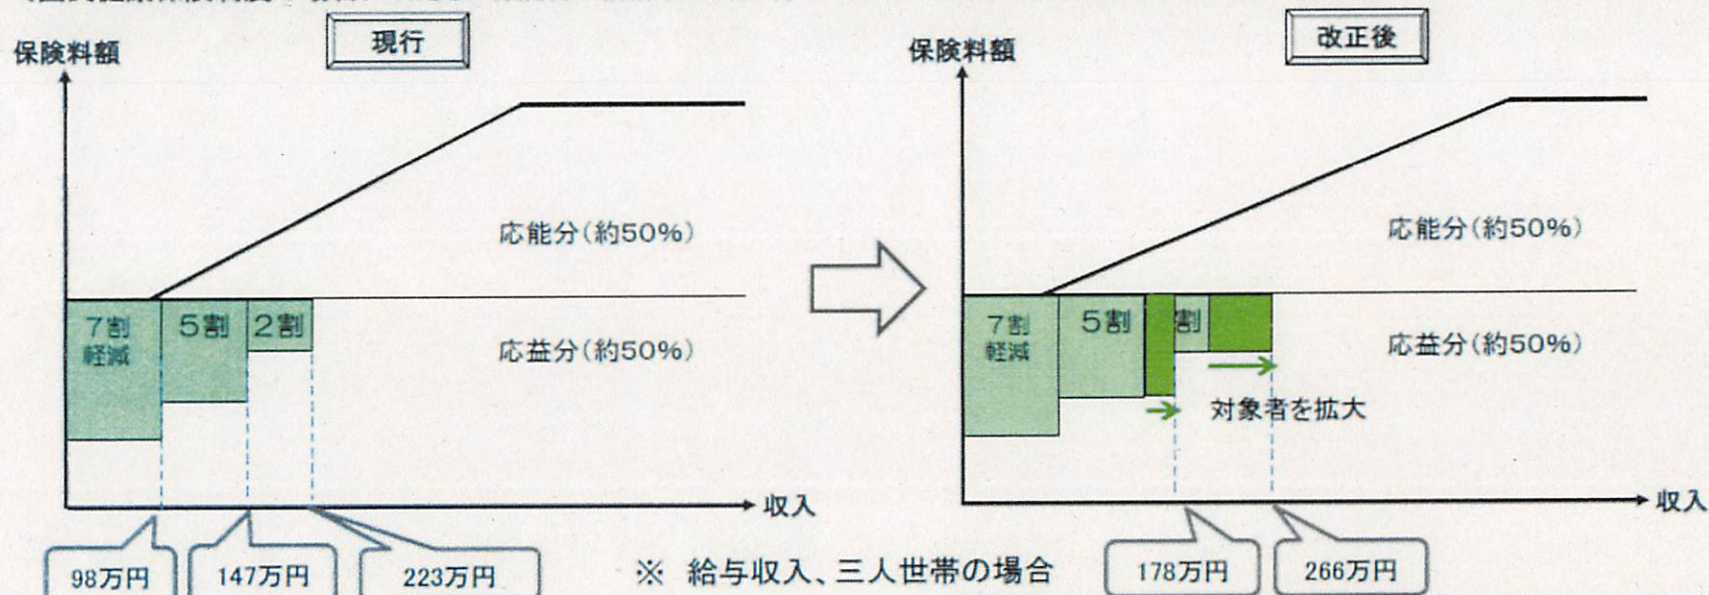 現行
保険料額
応能分(約50%)
7割
軽減
5割
2割
応益分(約50%)
収入
98万円
147万円
223万円
※ 給与収入、三人世帯の場合
改正後
保険料額
応能分(約50%)
7割
軽減
5割
割
応益分(約50%)
対象者を拡大
収入
178万円
266万円